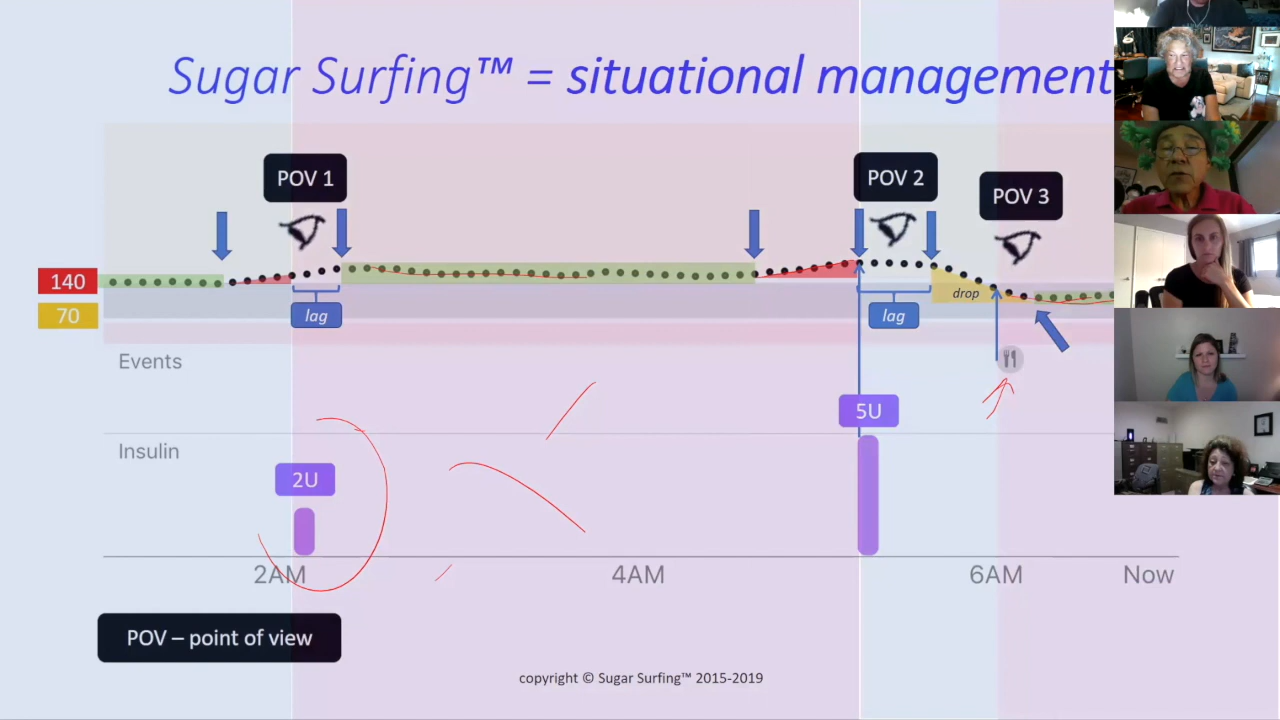 Sugar Surfing™ = situational management
POV 1
POV 2
POV 3
140
70
lag
lag
drop
Events
5U
Insulin
2U
2AM
4AM
6AM
Now
POV – point of view
copyright © Sugar Surfing™ 2015-2019